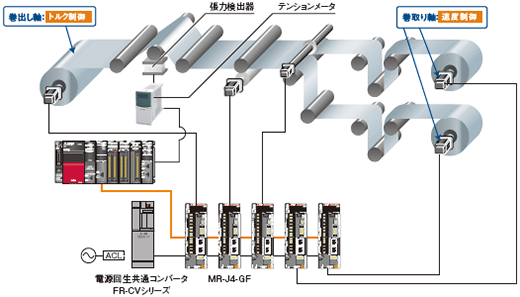 張力検出器
テンションメータ
巻出し軸：トルク制御
巻取り軸：速度制御
ACL
電源回生共通コンバータ
FR-CVシリーズ
MR-J4-GF